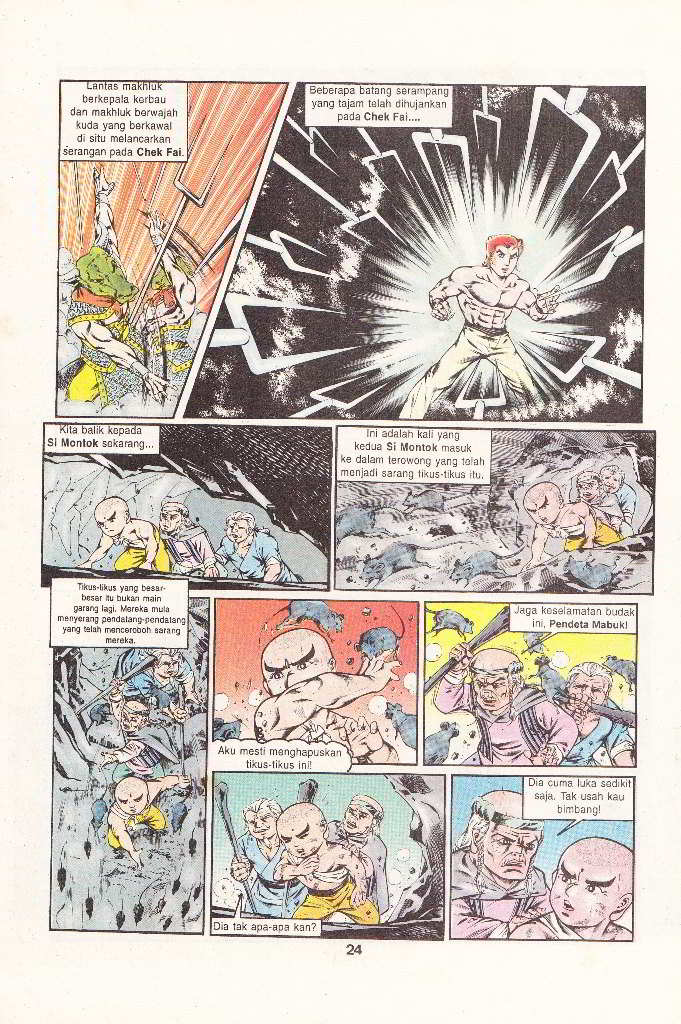 Lantas makhluk
berkepala kerbau
dan makhluk berwajah
kuda yang berkawal
di situ melancarkan
serangan pada Chek Fai.
Beberapa batang serampang
yang tajam telah dihujankan
pada Chek Fai....
Kita balik kepada
Si Montok sekarang...
Ini adalah kali yang
kedua Si Montok masuk
ke dalam terowong yang telah
menjadi sarang tikus-tikus itu.
Tikus-tikus yang besar-
besar itu bukan main
garang lagi. Mereka mula
menyerang pendatang-pendatang
yang telah menceroboh sarang
mereka.
Aku mesti menghapuskan
tikus-tikus ini!
Jaga keselamatan budak
ini, Pendeta Mabuk!
Dia tak apa-apa kan?
Dia cuma luka sedikit
saja. Tak usah kau
bimbang!
24